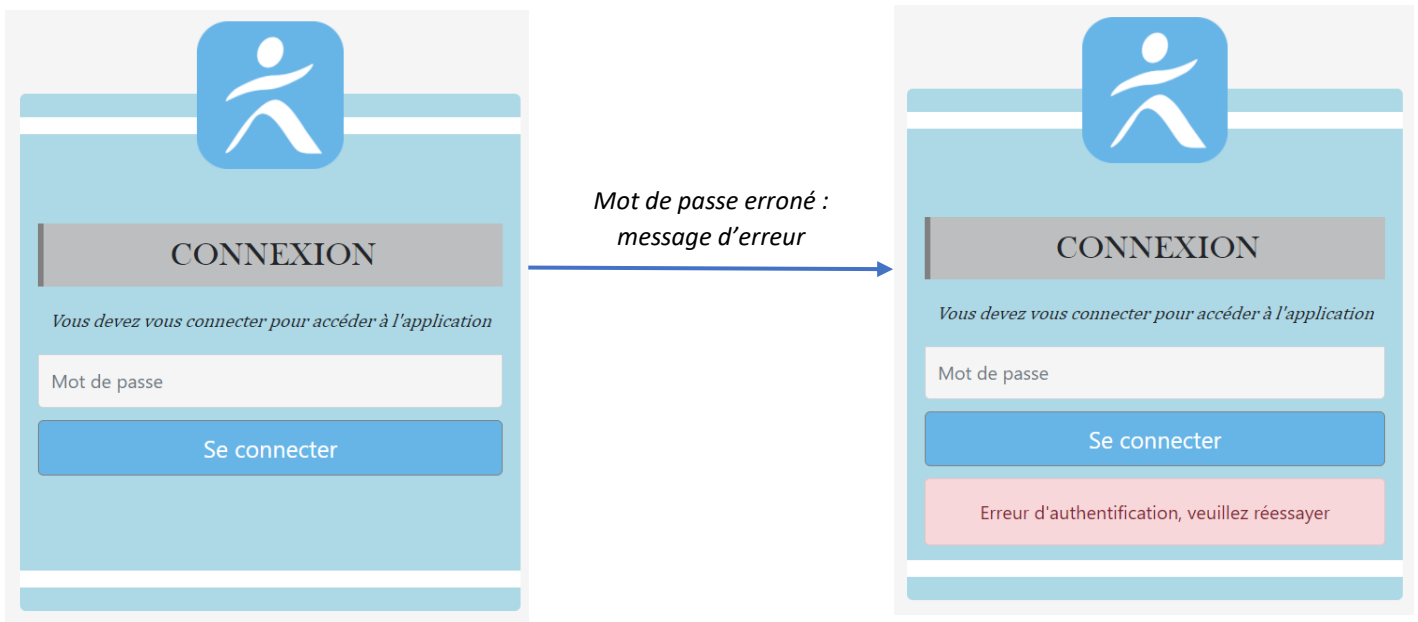 CONNEXION
Vous devez vous connecter pour accéder à l'application
Mot de passe
Se connecter
Mot de passe erroné :
message d’erreur
CONNEXION
Vous devez vous connecter pour accéder à l'application
Mot de passe
Se connecter
Erreur d'authentification, veuillez réessayer